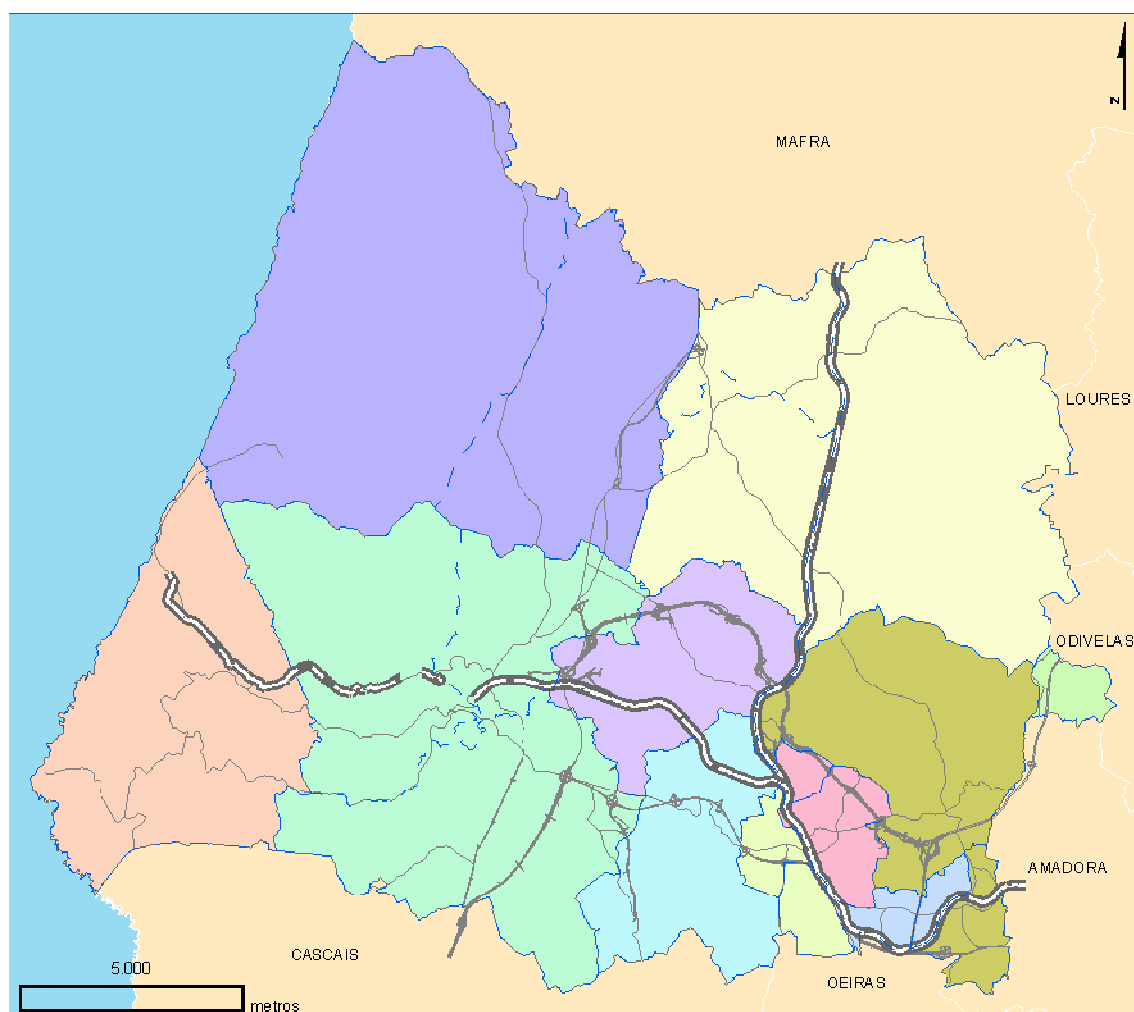 N
MAFRA
LOURES
ODIVELAS
AMADORA
CASCAIS
5.000
OEIRAS
metros